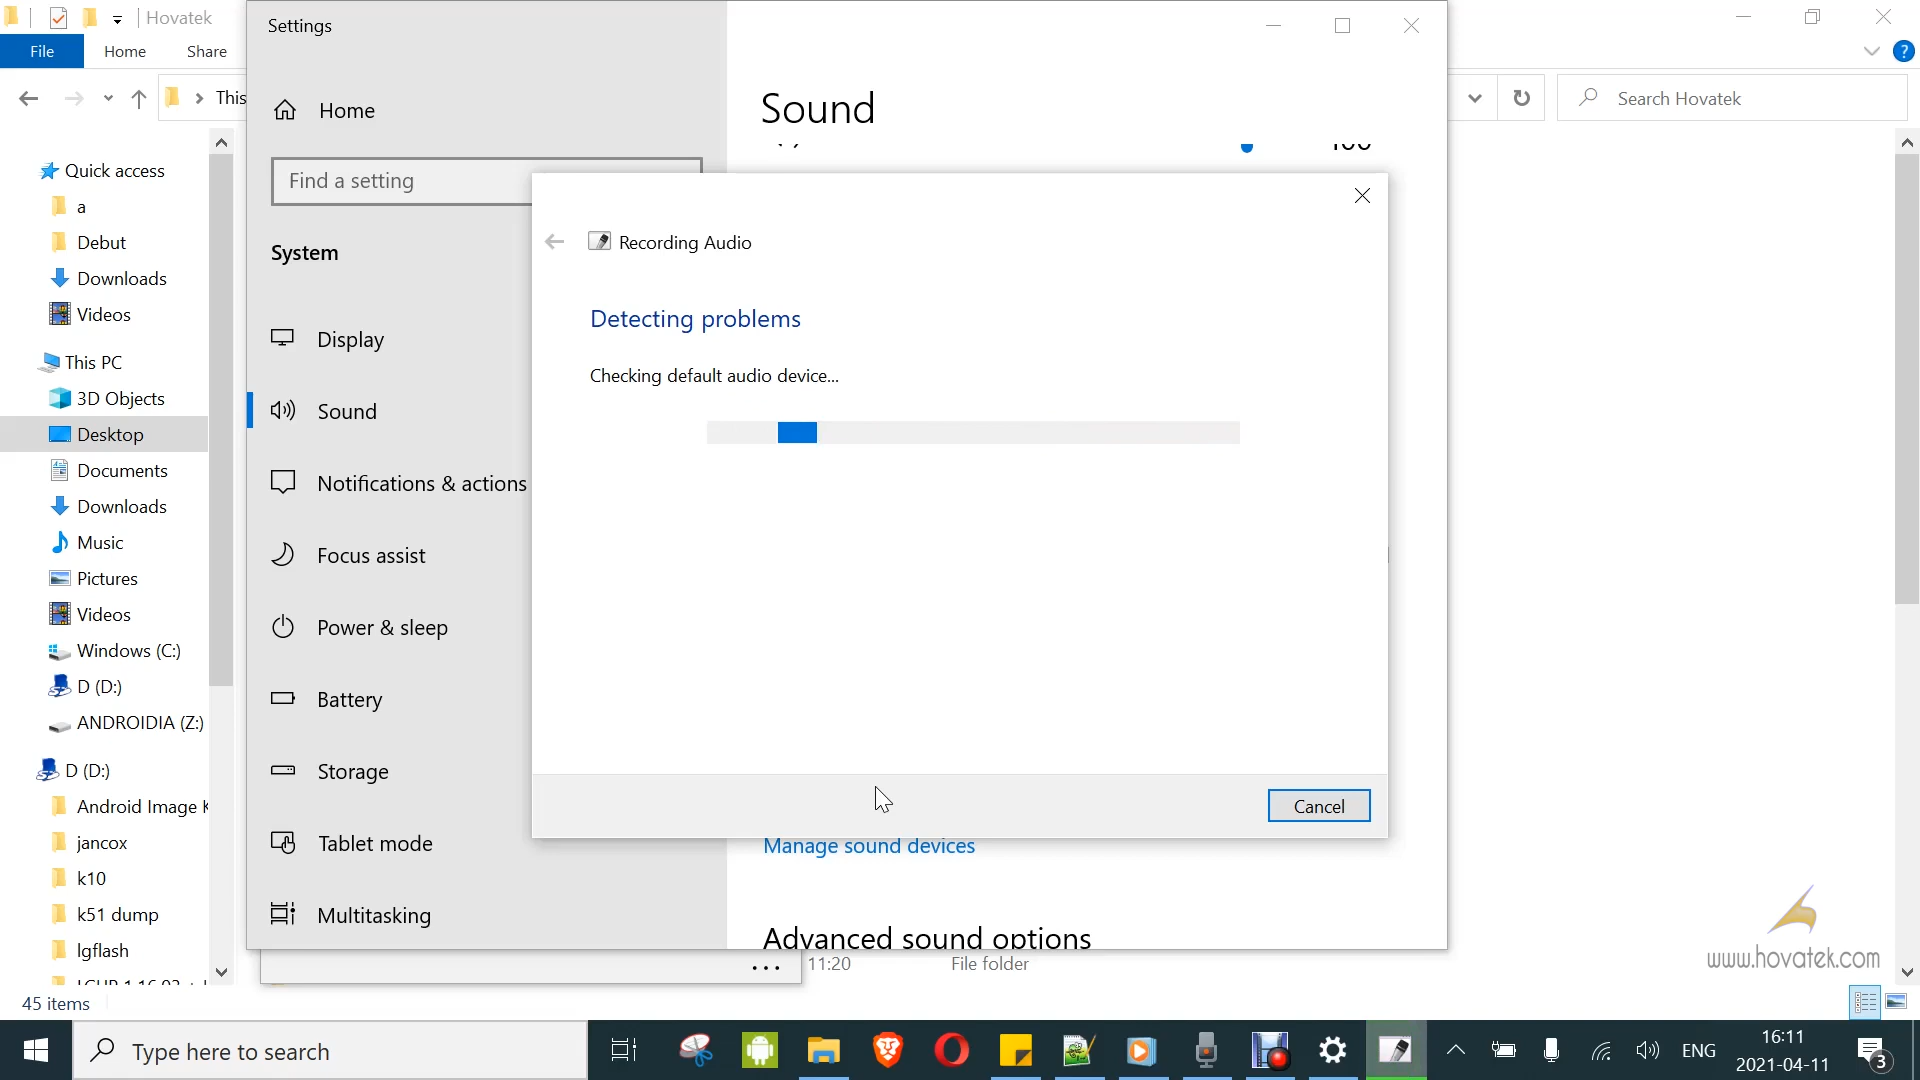 Hovatek
File
Home
Share
This
Search Hovatek
Quick access
a
Debut
Downloads
Videos
This PC
3D Objects
Desktop
Documents
Downloads
Music
Pictures
Videos
Windows (C:)
D (D:)
ANDROIDIA (Z:)
D (D:)
Android Image K
jancox
k10
k51 dump
lgflash
45 items
Settings
Home
Find a setting
System
Display
Sound
Notifications & actions
Focus assist
Power & sleep
Battery
Storage
Tablet mode
Multitasking
Sound
100
Recording Audio
Detecting problems
Checking default audio device...
Cancel
Manage sound devices
Advanced sound options
11:20
File folder
www.hovatek.com
Type here to search
ENG
16:11
2021-04-11
3